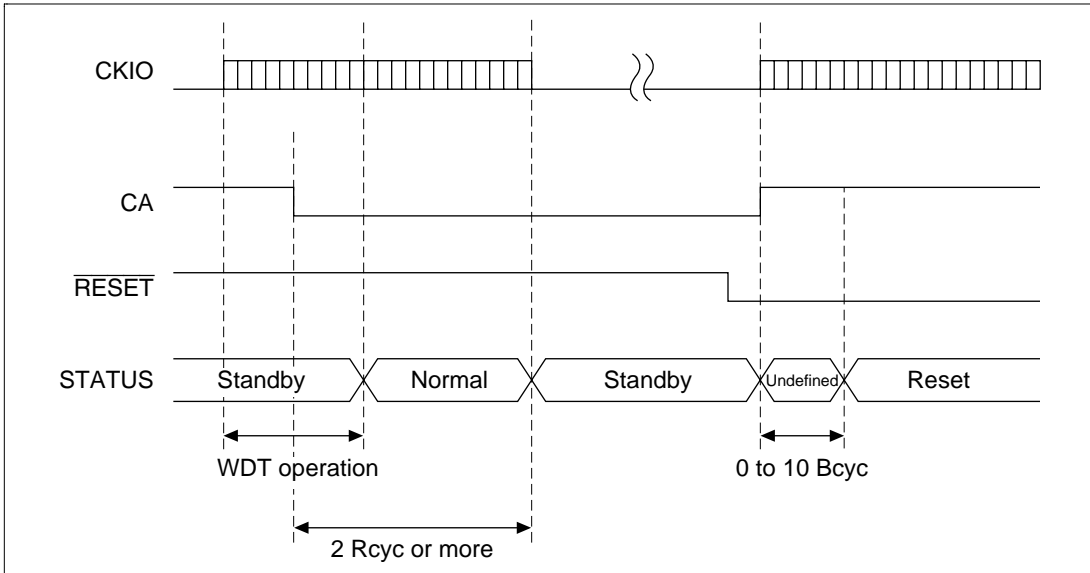 CKIO
CA
RESET
STATUS
Standby
Normal
Standby
Undefined
Reset
WDT operation
0 to 10 Bcyc
2 Rcyc or more